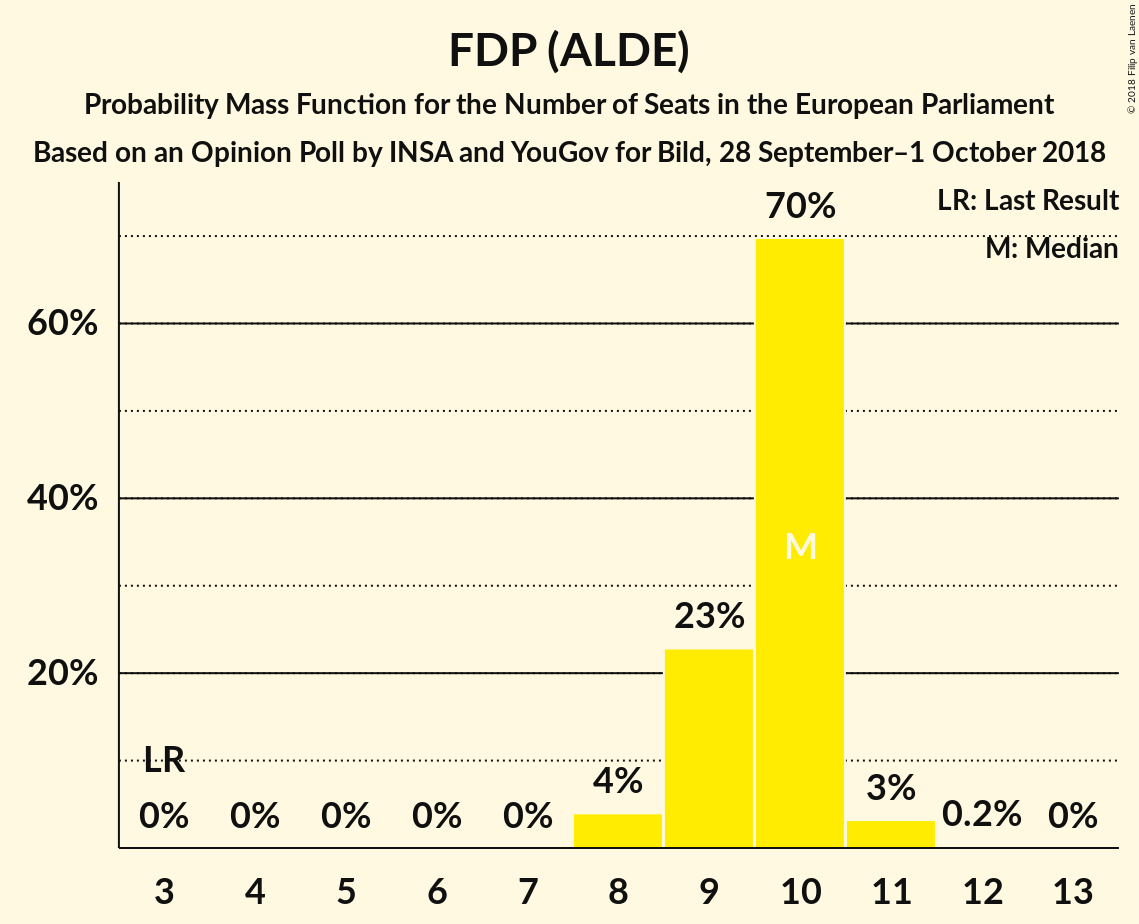 FDP (ALDE)
Probability Mass Function for the Number of Seats in the European Parliament
Based on an Opinion Poll by INSA and YouGov for Bild, 28 September–1 October 2018
© 2018 Filip van Laenen
LR: Last Result
M: Median
70%
60%
40%
M
23%
20%
LR
0% 0% 0% 0% 0% 4% 3% 0.2% 0%
3 4 5 6 7 8 9 10 11 12 13